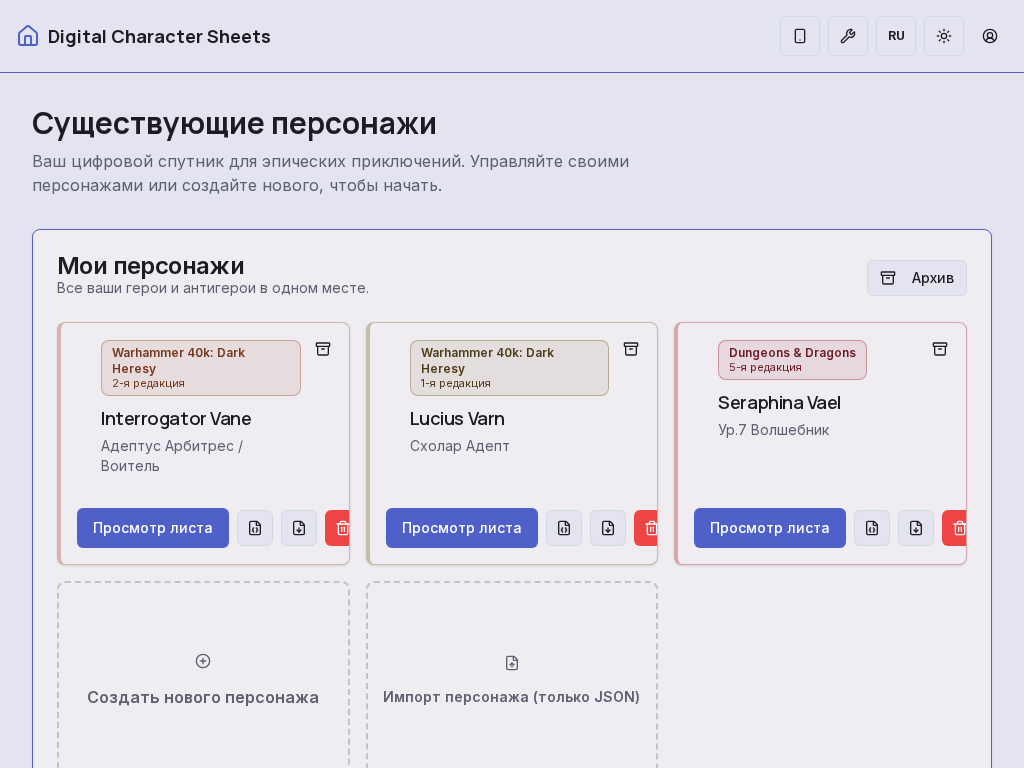 Digital Character Sheets
RU
Существующие персонажи
Ваш цифровой спутник для эпических приключений. Управляйте своими
персонажами или создайте нового, чтобы начать.
Мои персонажи
Все ваши герои и антигерои в одном месте.
Архив
Warhammer 40k: Dark
Heresy
2-я редакция
Interrogator Vane
Адептус Арбитрес /
Воитель
Просмотр листа
Warhammer 40k: Dark
Heresy
1-я редакция
Lucius Varn
Схолар Адепт
Просмотр листа
Dungeons & Dragons
5-я редакция
Seraphina Vael
Ур.7 Волшебник
Просмотр листа
Создать нового персонажа
Импорт персонажа (только JSON)